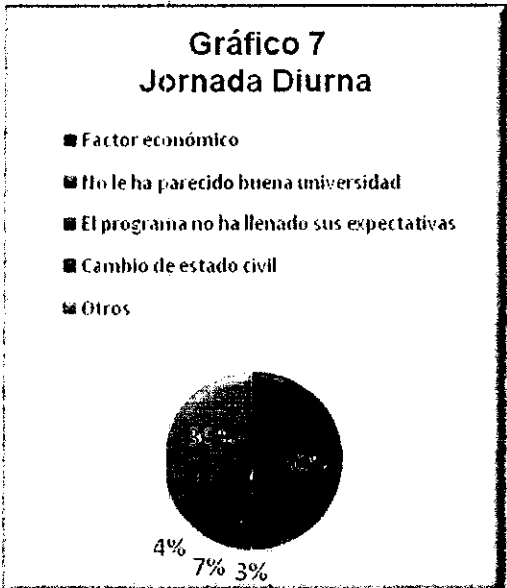 Gráfico 7
Jornada Diurna
Factor económico
No le ha parecido buena universidad
El programa no ha llenado sus expectativas
Cambio de estado civil
Otros
4%
7%
3%